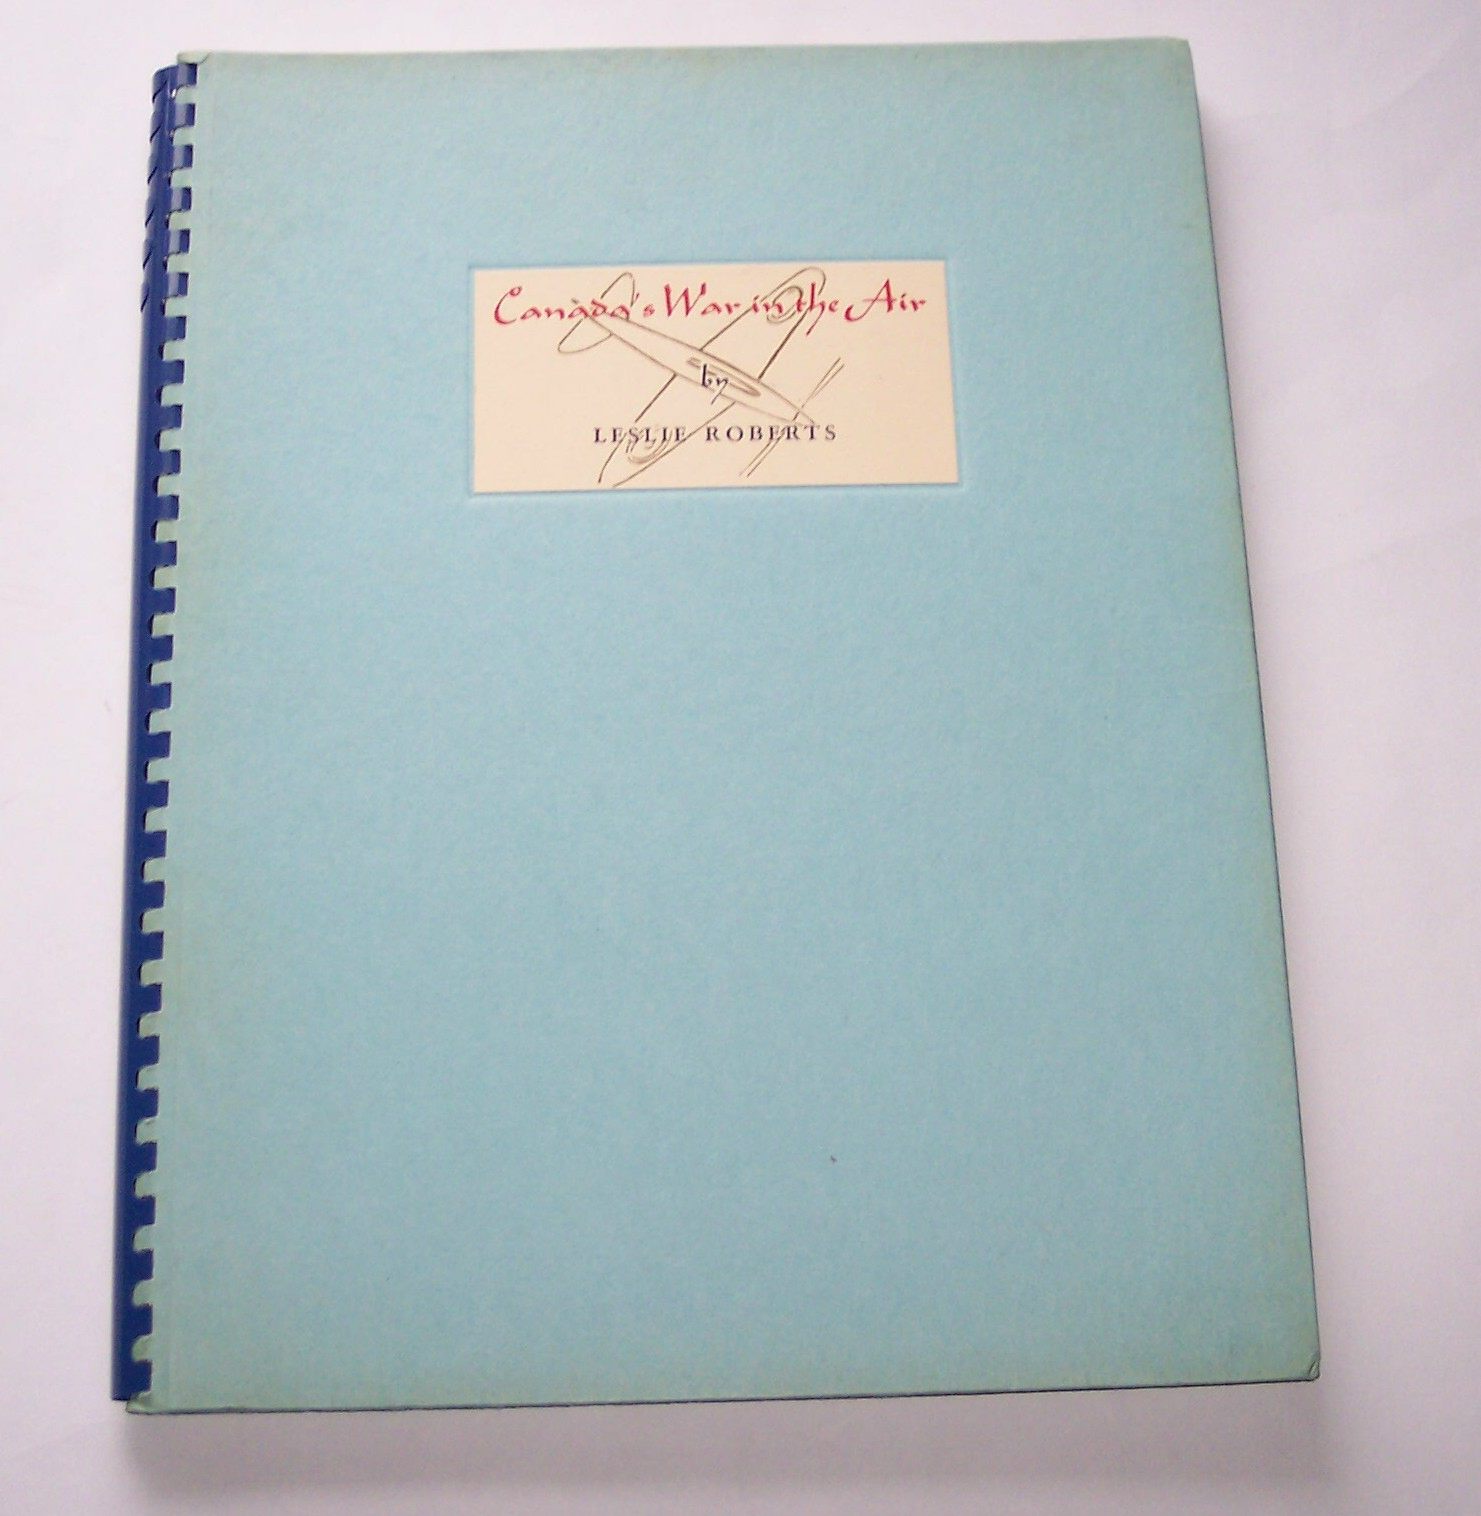 Canada's War in the Air
by
LESLIE ROBERTS